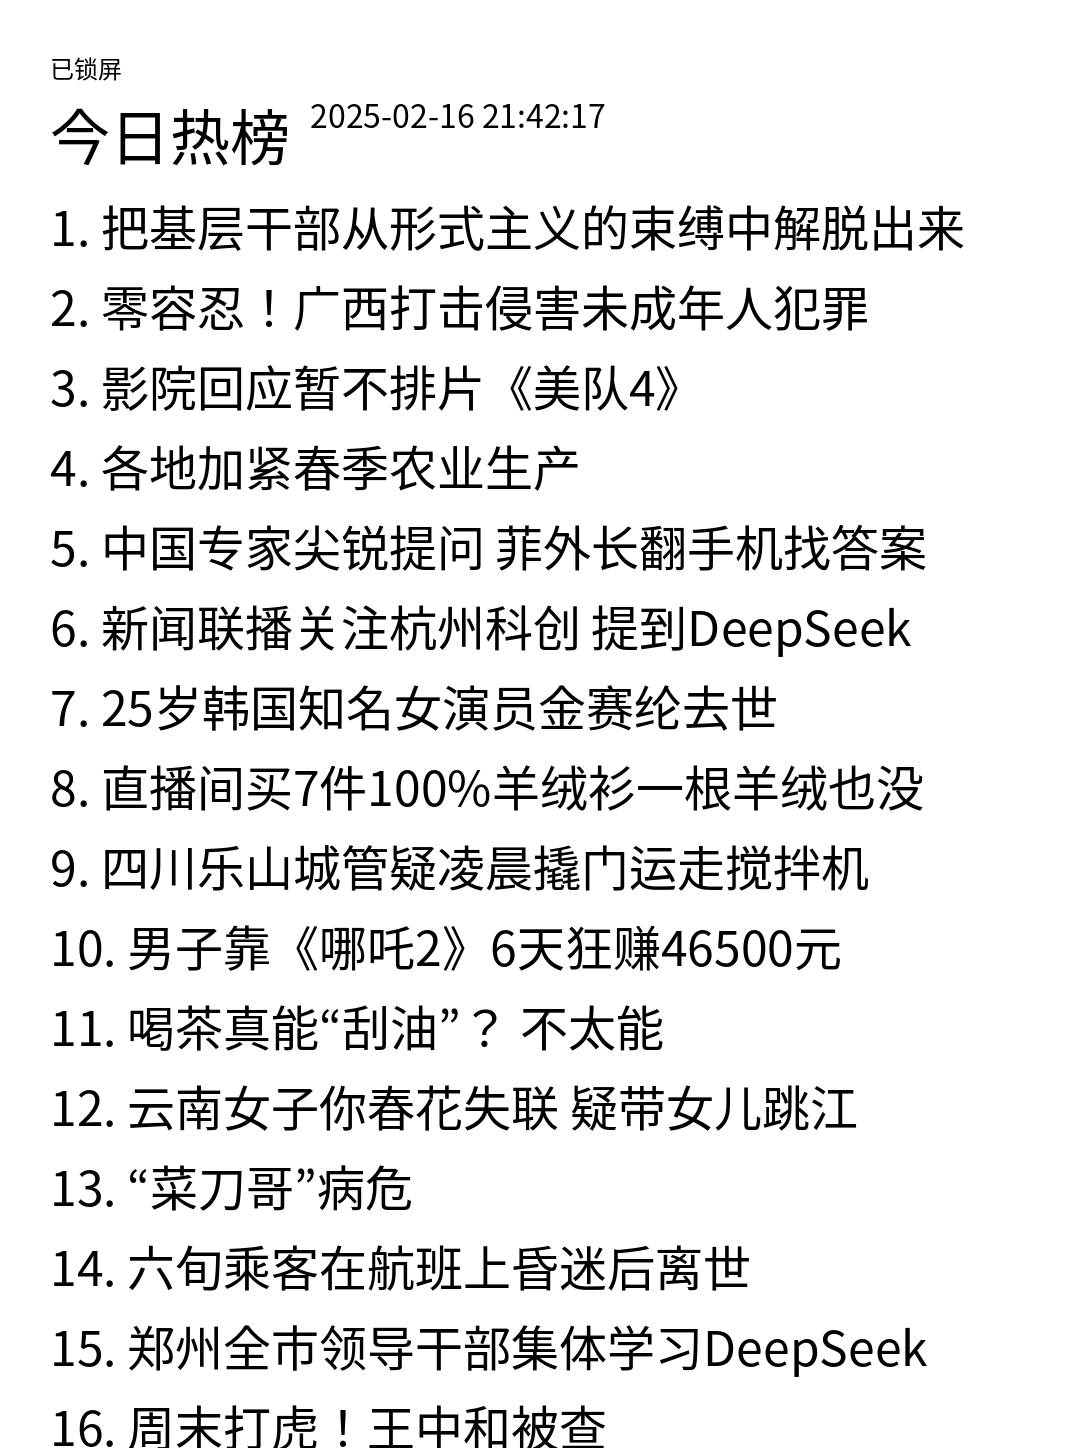 已锁屏
今日热榜 2025-02-16 21:42:17
1. 把基层干部从形式主义的束缚中解脱出来
2. 零容忍！广西打击侵害未成年人犯罪
3. 影院回应暂不排片《美队4》
4. 各地加紧春季农业生产
5. 中国专家尖锐提问 菲外长翻手机找答案
6. 新闻联播关注杭州科创 提到DeepSeek
7. 25岁韩国知名女演员金赛纶去世
8. 直播间买7件100%羊绒衫一根羊绒也没
9. 四川乐山城管疑凌晨撬门运走搅拌机
10. 男子靠《哪吒2》6天狂赚46500元
11. 喝茶真能“刮油”？ 不太能
12. 云南女子你春花失联 疑带女儿跳江
13. “菜刀哥”病危
14. 六旬乘客在航班上昏迷后离世
15. 郑州全市领导干部集体学习DeepSeek
16. 周末打虎！王中和被查